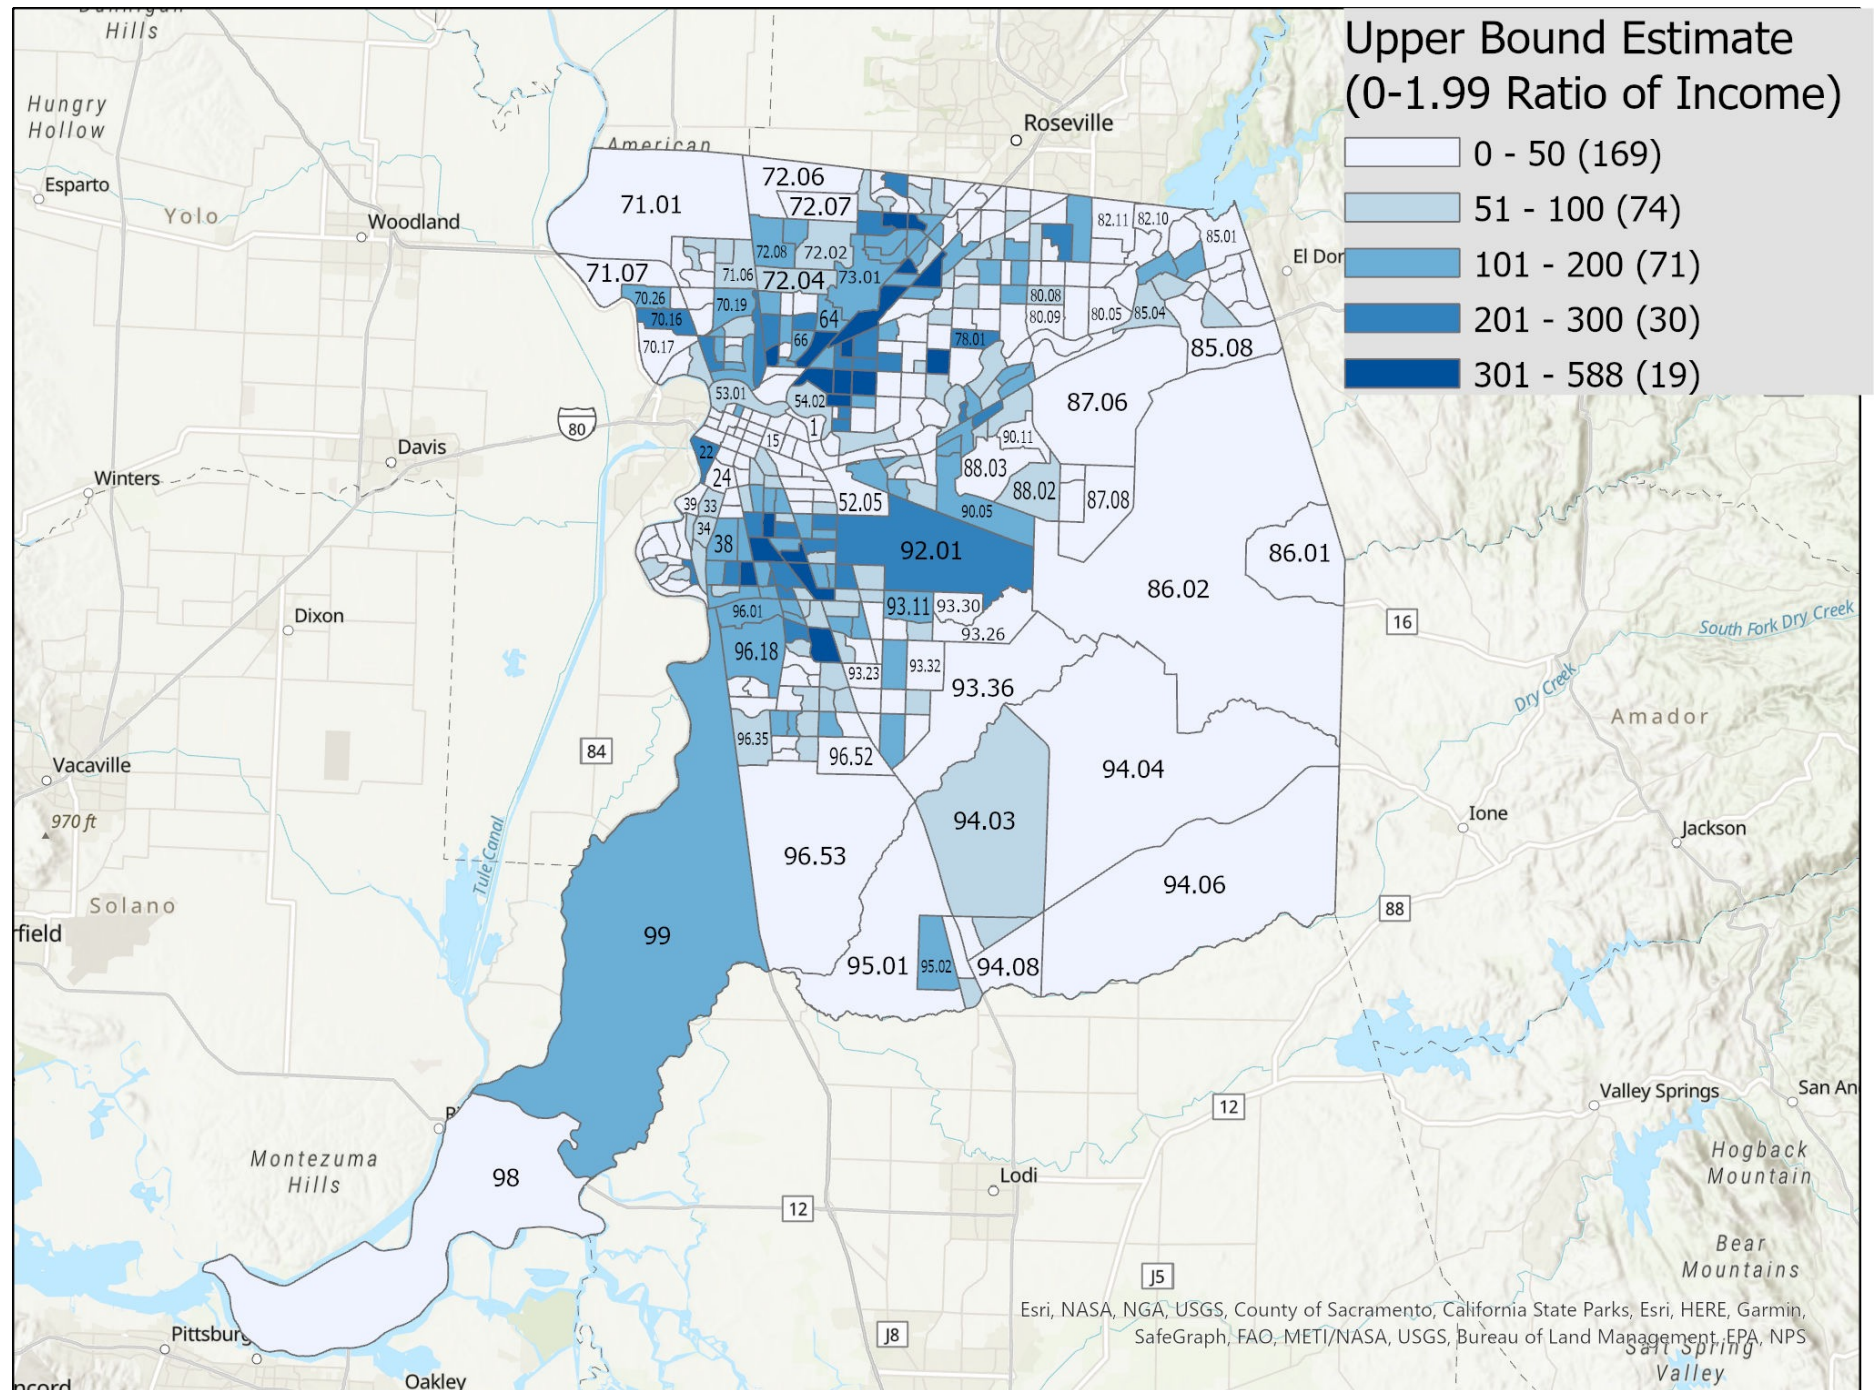 Hills
Upper Bound Estimate
(0-1.99 Ratio of Income)
0 - 50 (169)
51 - 100 (74)
101 - 200 (71)
201 - 300 (30)
301 - 588 (19)
Hungry
Hollow
Roseville
American
Esparto
Yolo
Woodland
72.06
71.01
72.07
82.11
82.10
85.01
El Dor
72.08
72.02
71.07
71.06
72.04
73.01
70.26
70.19
80.08
70.16
64
80.09
80.05
85.04
66
78.01
70.17
85.08
53.01
54.02
87.06
80
1
15
90.11
Davis
22
24
88.03
Winters
88.02
87.08
39
33
52.05
90.05
34
38
92.01
86.01
86.02
Dixon
96.01
93.11
93.30
16
South Fork Dry Creek
93.26
96.18
93.23
93.32
93.36
Dry Creek
Amador
96.35
84
96.52
94.04
Vacaville
970 ft
94.03
Ione
Jackson
Tule Canal
96.53
94.06
Solano
88
rfield
99
95.01
95.02
94.08
Valley Springs
San An
12
Ri
Montezuma
Hills
98
Hogback
Mountain
Lodi
12
Bear
Mountains
J5
Esri, NASA, NGA, USGS, County of Sacramento, California State Parks, Esri, HERE, Garmin,
SafeGraph, FAO, METI/NASA, USGS, Bureau of Land Management, EPA, NPS
Pittsburg
J8
Salt Spring
Valley
Oakley
ncord